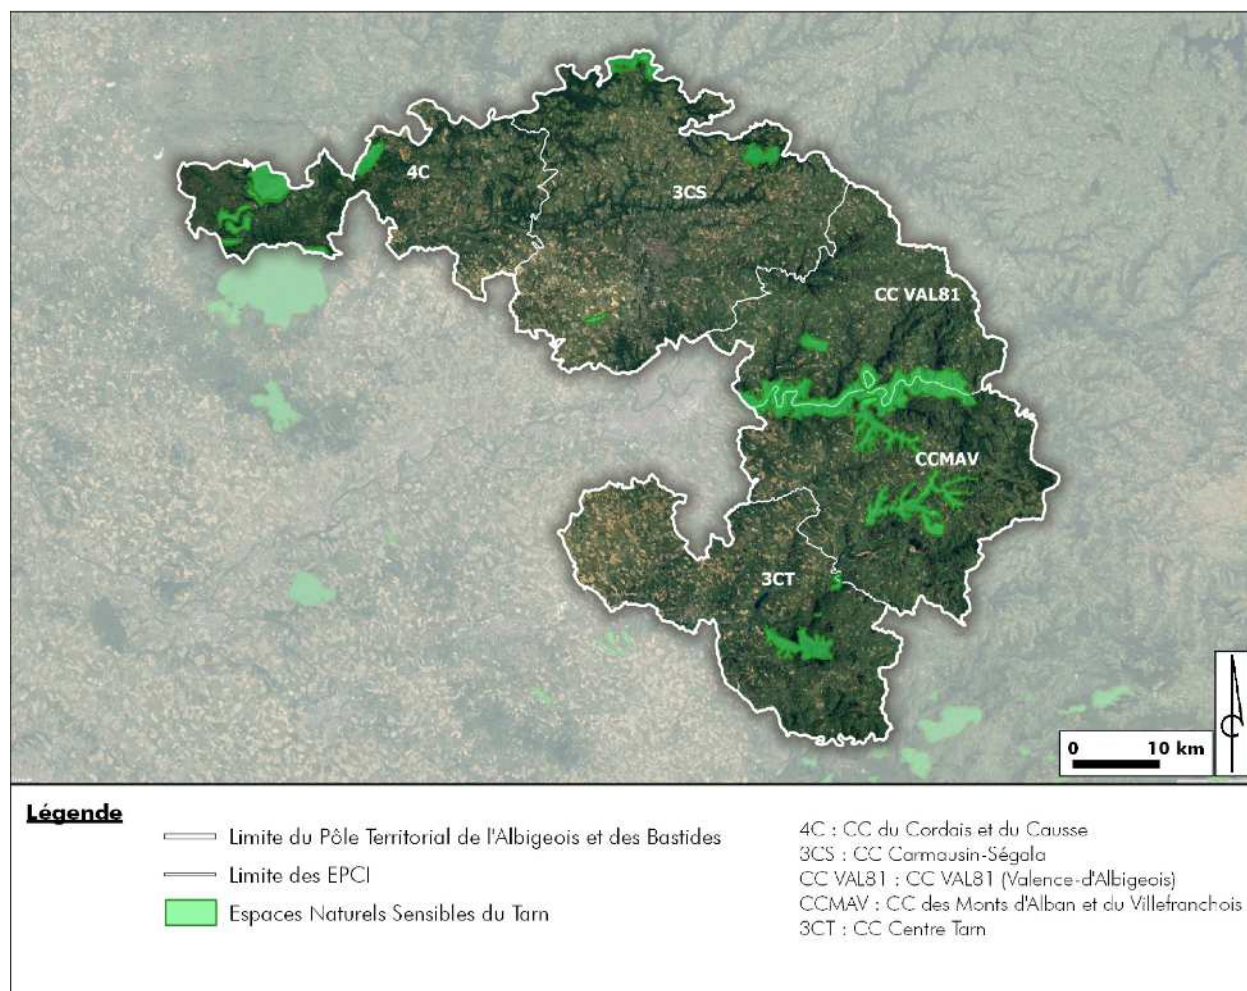 4C
3CS
CC VAL81
CCMAV
3CT
0 10 km
Légende
Limite du Pôle Territorial de l'Albigeois et des Bastides
Limite des EPCI
Espaces Naturels Sensibles du Tarn
4C : CC du Cordais et du Causse
3CS : CC Carmausin-Ségala
CC VAL81 : CC VAL81 (Valence-d'Albigeois)
CCMAV : CC des Monts d'Alban et du Villefranchois
3CT : CC Centre Tarn